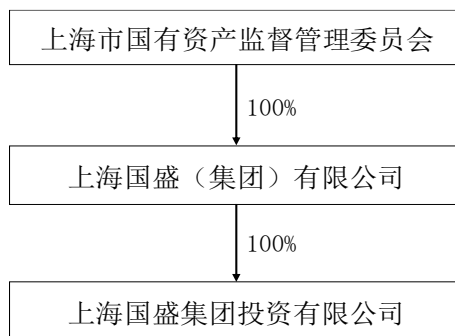 上海市国有资产监督管理委员会
100%
上海国盛（集团）有限公司
100%
上海国盛集团投资有限公司